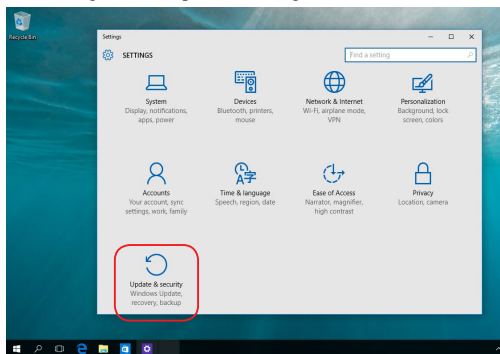 Recycle Bin
Settings
SETTINGS
Find a setting
System
Display, notifications,
apps, power
Devices
Bluetooth, printers,
mouse
Network & Internet
Wi-Fi, airplane mode,
VPN
Personalization
Background, lock
screen, colors
Accounts
Your account, sync
settings, work, family
Time & language
Speech, region, date
Ease of Access
Narrator, magnifier,
high contrast
Privacy
Location, camera
Update & security
Windows Update,
recovery, backup